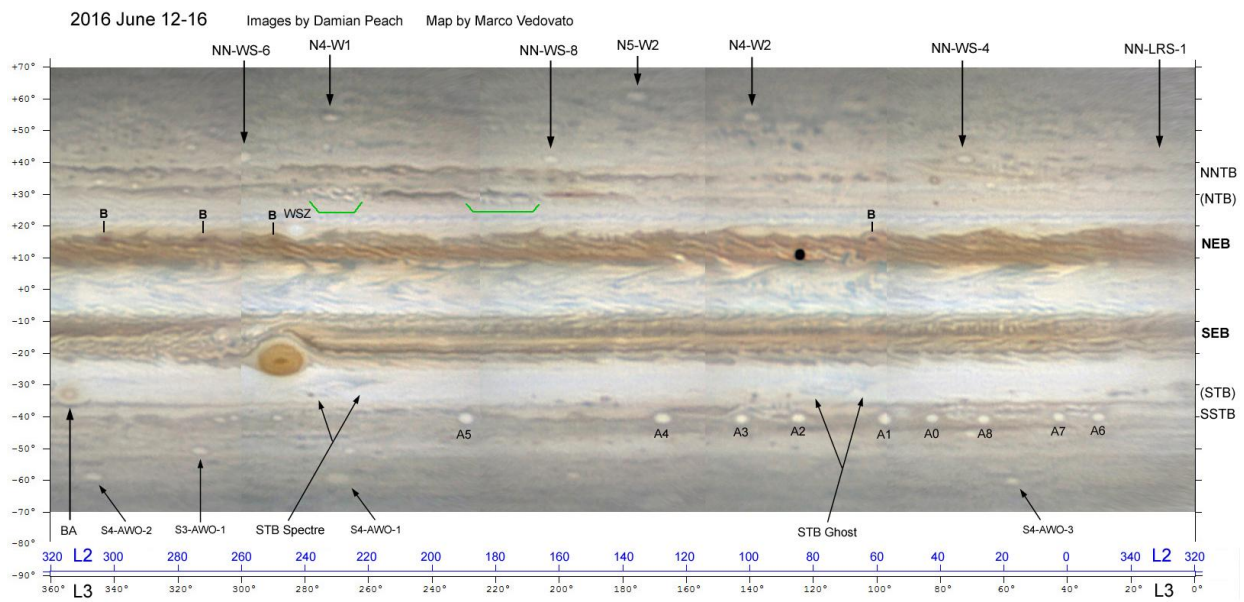 2016 June 12-16 Images by Damian Peach Map by Marco Vedovato
NN-WS-6 N4-W1 NN-WS-8 N5-W2 N4-W2 NN-WS-4 NN-LRS-1
+70°
+60°
+50°
+40°
NNTB
+30°
(NTB)
+20°
B B B WSZ B
NEB
+10°
+0°
-10°
SEB
-20°
-30°
(STB)
-40°
SSTB
A5 A4 A3 A2 A1 A0 A8 A7 A6
-50°
-60°
-70°
BA S4-AWO-2 S3-AWO-1 STB Spectre S4-AWO-1 STB Ghost S4-AWO-3
-80°
320 L2 300 280 260 240 220 200 180 160 140 120 100 80 60 40 20 0 340 L2 320
-90°
360° L3 340° 320° 300° 280° 260° 240° 220° 200° 180° 160° 140° 120° 100° 80° 60° 40° 20° L3 0°